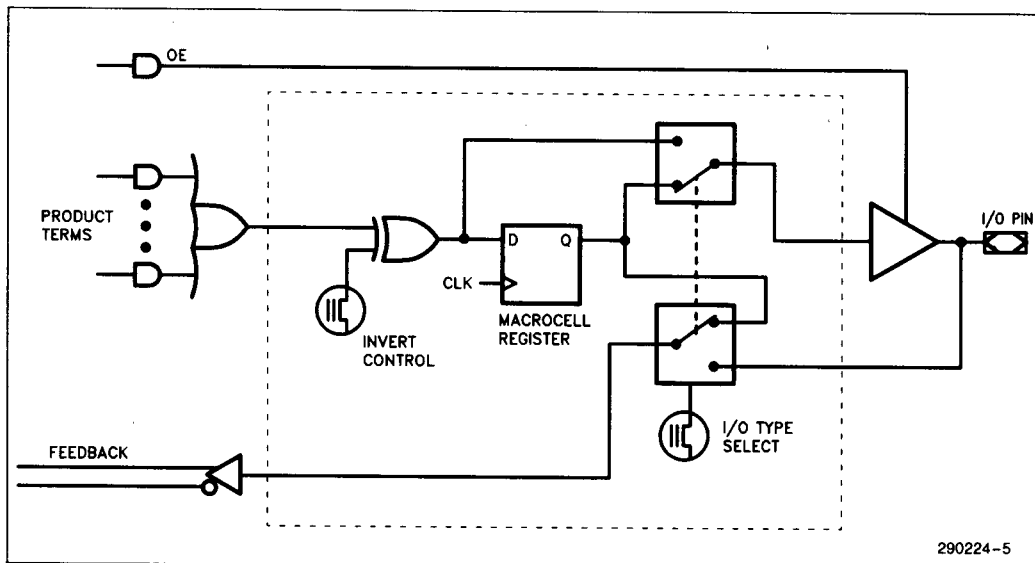 OE
PRODUCT
TERMS
I/O PIN
D
Q
CLK
MACROCELL
REGISTER
INVERT
CONTROL
I/O TYPE
SELECT
FEEDBACK
290224-5